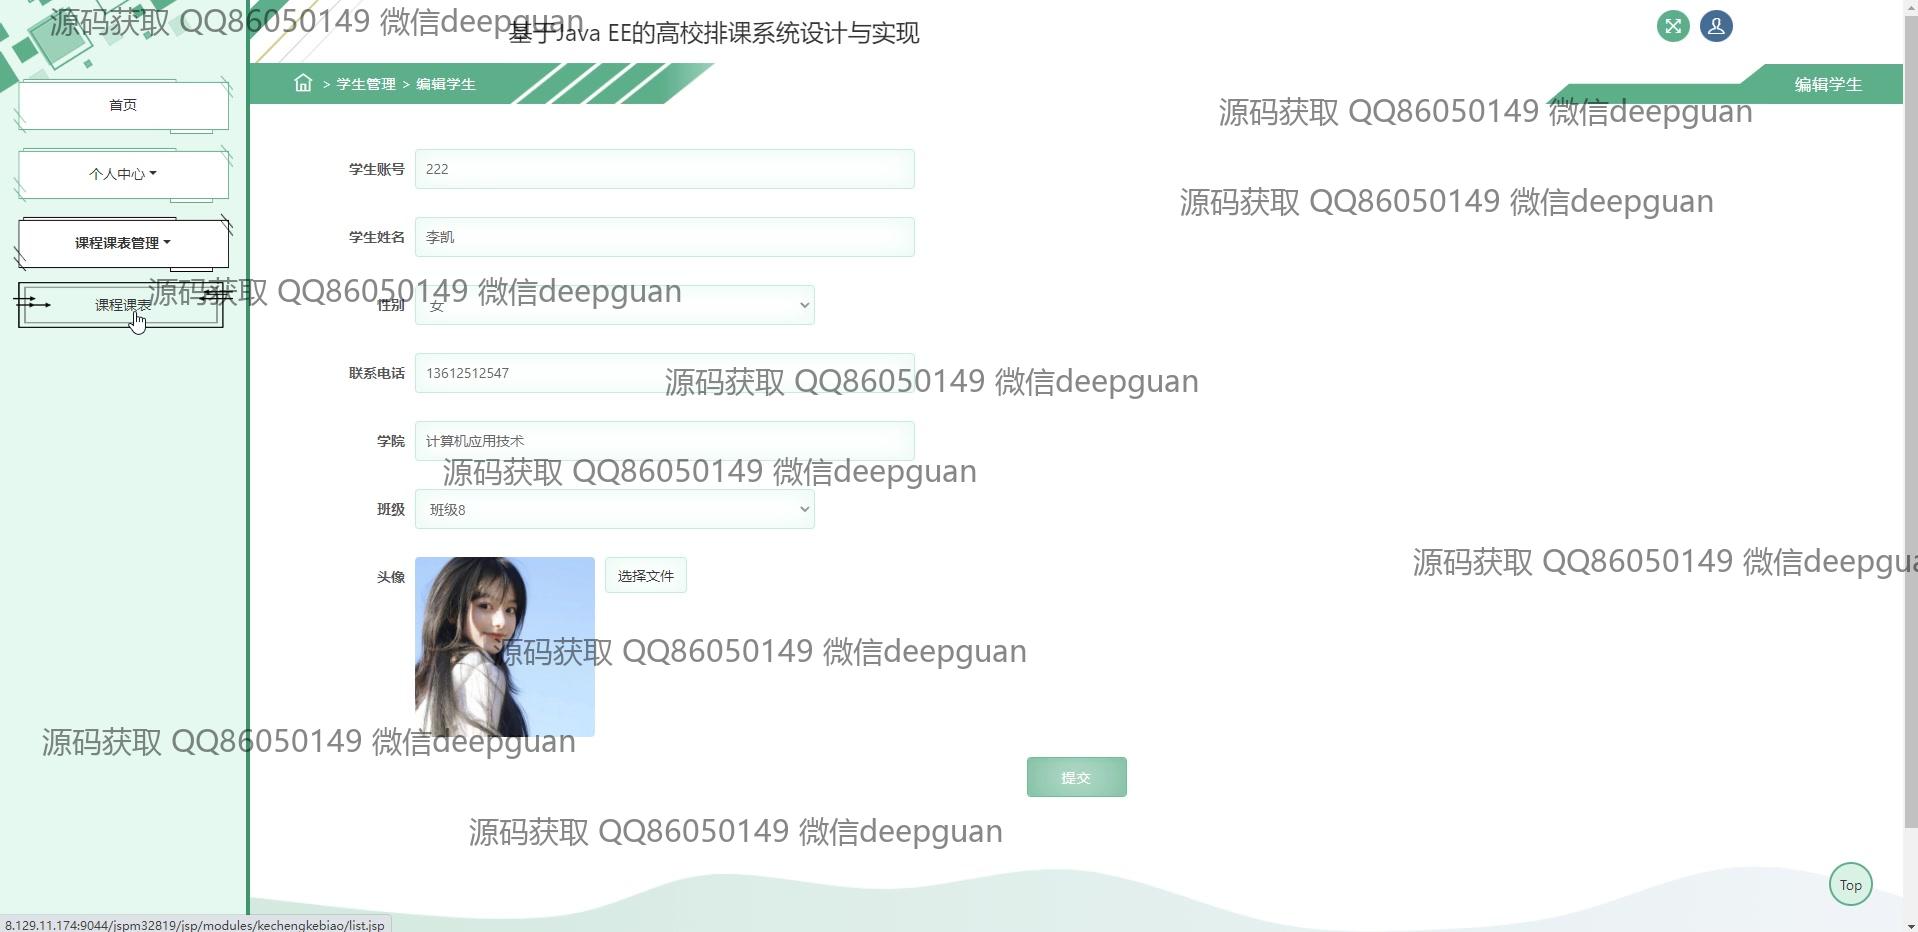 源码获取 QQ86050149 微信deepguan
基于Java EE的高校排课系统设计与实现
> 学生管理 > 编辑学生
编辑学生
源码获取 QQ86050149 微信deepguan
首页
个人中心
学生账号 222
源码获取 QQ86050149 微信deepguan
课程课表管理
学生姓名 李凯
源码获取 QQ86050149 微信deepguan
课程课表
性别 女
联系电话 13612512547
源码获取 QQ86050149 微信deepguan
学院 计算机应用技术
源码获取 QQ86050149 微信deepguan
班级 班级8
源码获取 QQ86050149 微信deepgua
头像
选择文件
源码获取 QQ86050149 微信deepguan
源码获取 QQ86050149 微信deepguan
提交
源码获取 QQ86050149 微信deepguan
Top
8.129.11.174:9044/jspm32819/jsp/modules/kechengkebiao/list.jsp